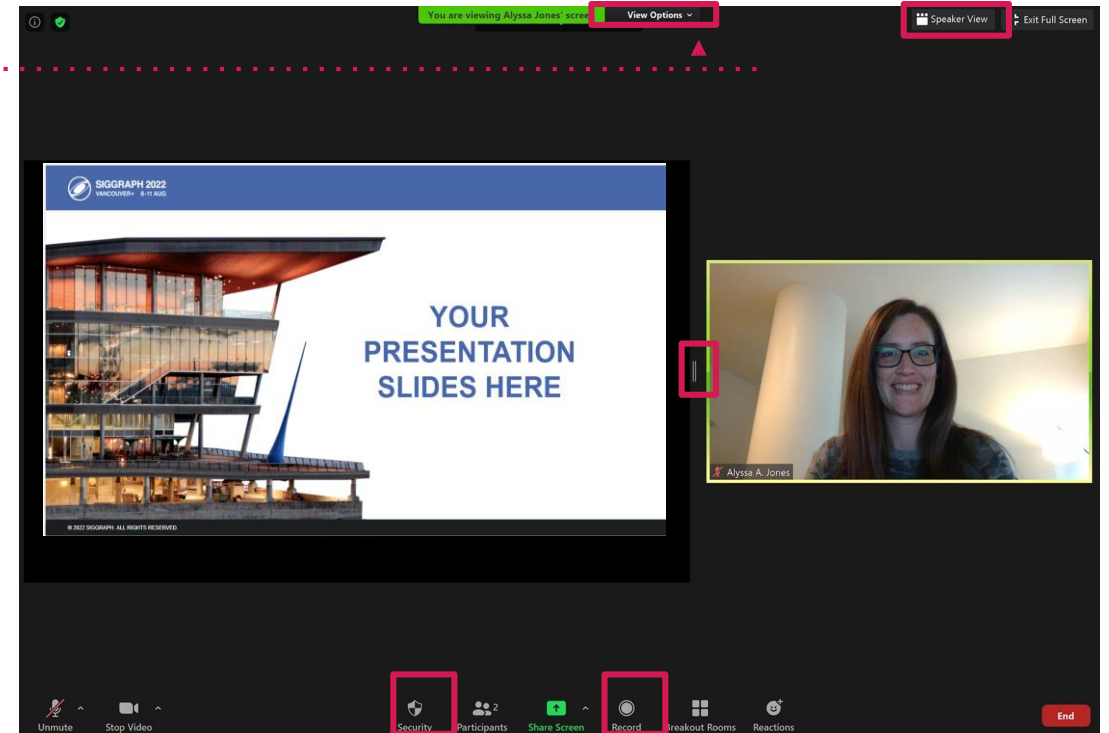 You are viewing Alyssa Jones' scree
View Options
Speaker View
Exit Full Screen
SIGGRAPH 2022
VANCOUVER+ 8-11 AUG
YOUR
PRESENTATION
SLIDES HERE
© 2022 SIGGRAPH. ALL RIGHTS RESERVED.
Alyssa A. Jones
Unmute
Stop Video
Security
Participants
2
Share Screen
Record
Breakout Rooms
Reactions
End